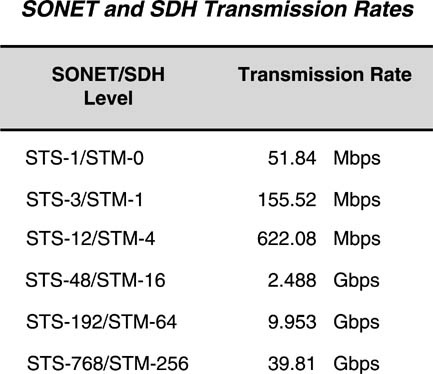 SONET and SDH Transmission Rates
SONET/SDH Level Transmission Rate
STS-1/STM-0 51.84 Mbps
STS-3/STM-1 155.52 Mbps
STS-12/STM-4 622.08 Mbps
STS-48/STM-16 2.488 Gbps
STS-192/STM-64 9.953 Gbps
STS-768/STM-256 39.81 Gbps